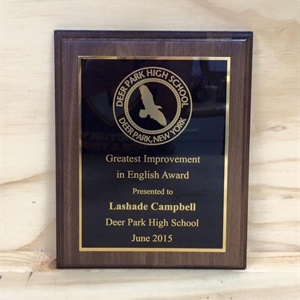 DEER PARK HIGH SCHOOL
DEER PARK, NEW YORK
Greatest Improvement
in English Award
Presented to
Lashade Campbell
Deer Park High School
June 2015